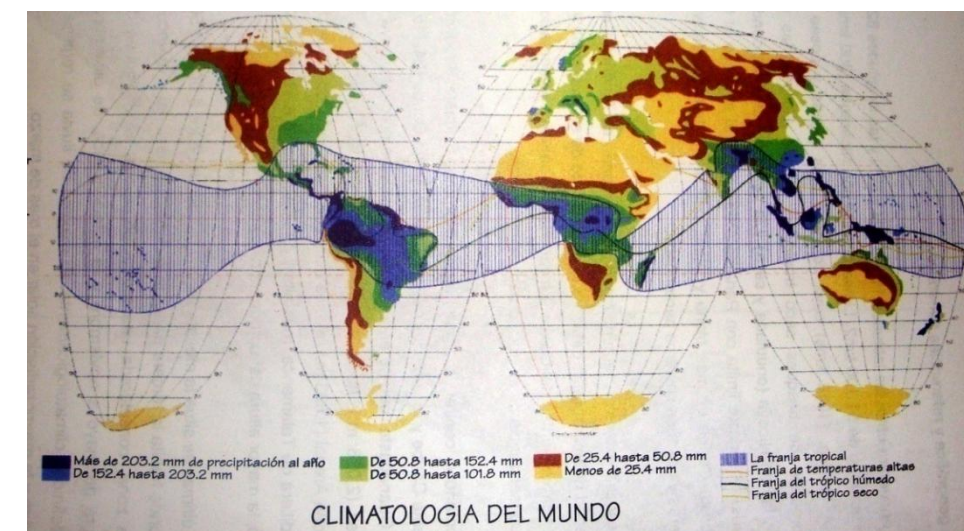 Más de 203.2 mm de precipitación al año
De 152.4 hasta 203.2 mm
De 50.8 hasta 152.4 mm
De 50.8 hasta 101.8 mm
De 25.4 hasta 50.8 mm
Menos de 25.4 mm
La franja tropical
Franja de temperaturas altas
Franja del trópico húmedo
Franja del trópico seco
CLIMATOLOGIA DEL MUNDO